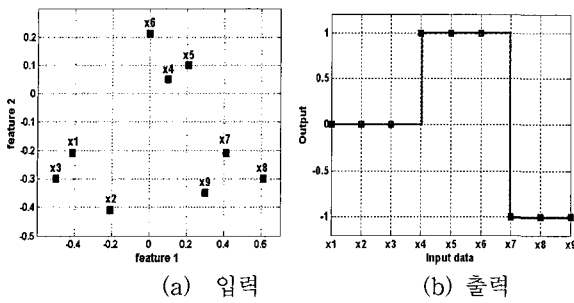 x6
x5
x4
x1
x7
x3
x8
x9
x2
0.2
0.1
0
-0.1
-0.2
-0.3
-0.4
-0.5
feature 2
-0.4 -0.2 0 0.2 0.4 0.6
feature 1
(a) 입력
1
0.5
0
-0.5
-1
Output
x1 x2 x3 x4 x5 x6 x7 x8 x9
Input data
(b) 출력